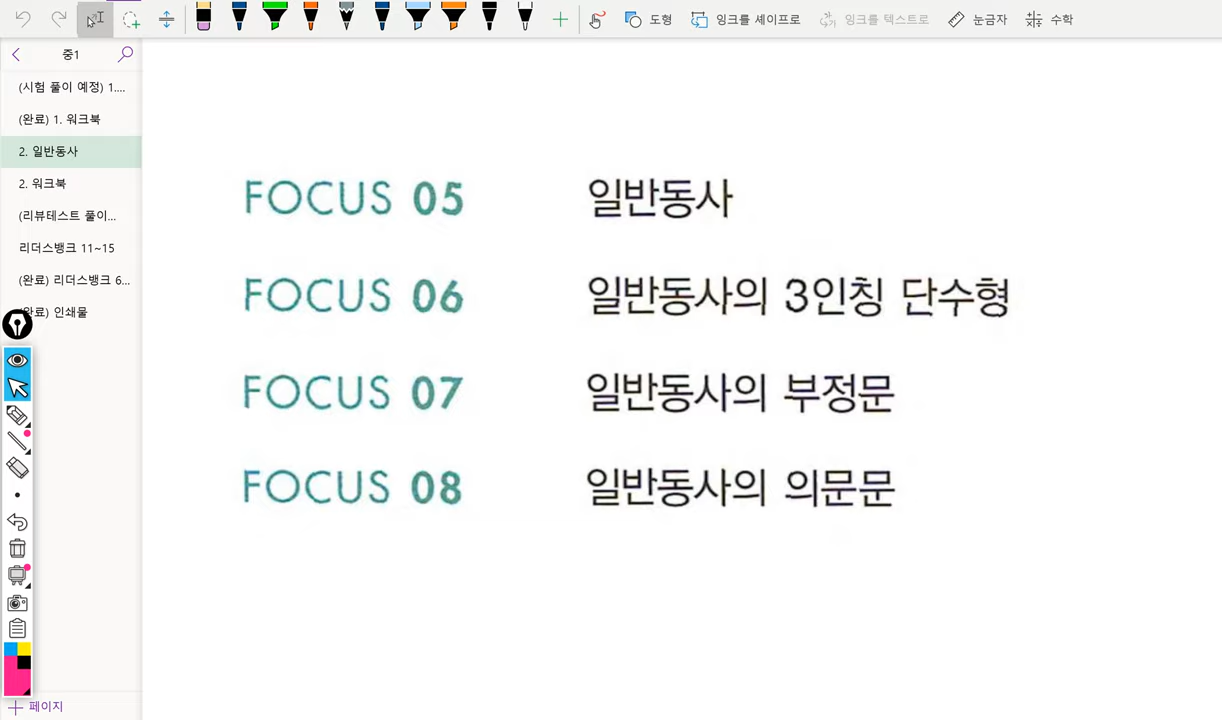 도형
잉크를 셰이프로
잉크를 텍스트로
눈금자
수학
중1
(시험 풀이 예정) 1....
(완료) 1. 워크북
2. 일반동사
2. 워크북
(리뷰테스트 풀이...
리더스뱅크 11~15
(완료) 리더스뱅크 6...
완료) 인쇄물
페이지
FOCUS 05 일반동사
FOCUS 06 일반동사의 3인칭 단수형
FOCUS 07 일반동사의 부정문
FOCUS 08 일반동사의 의문문